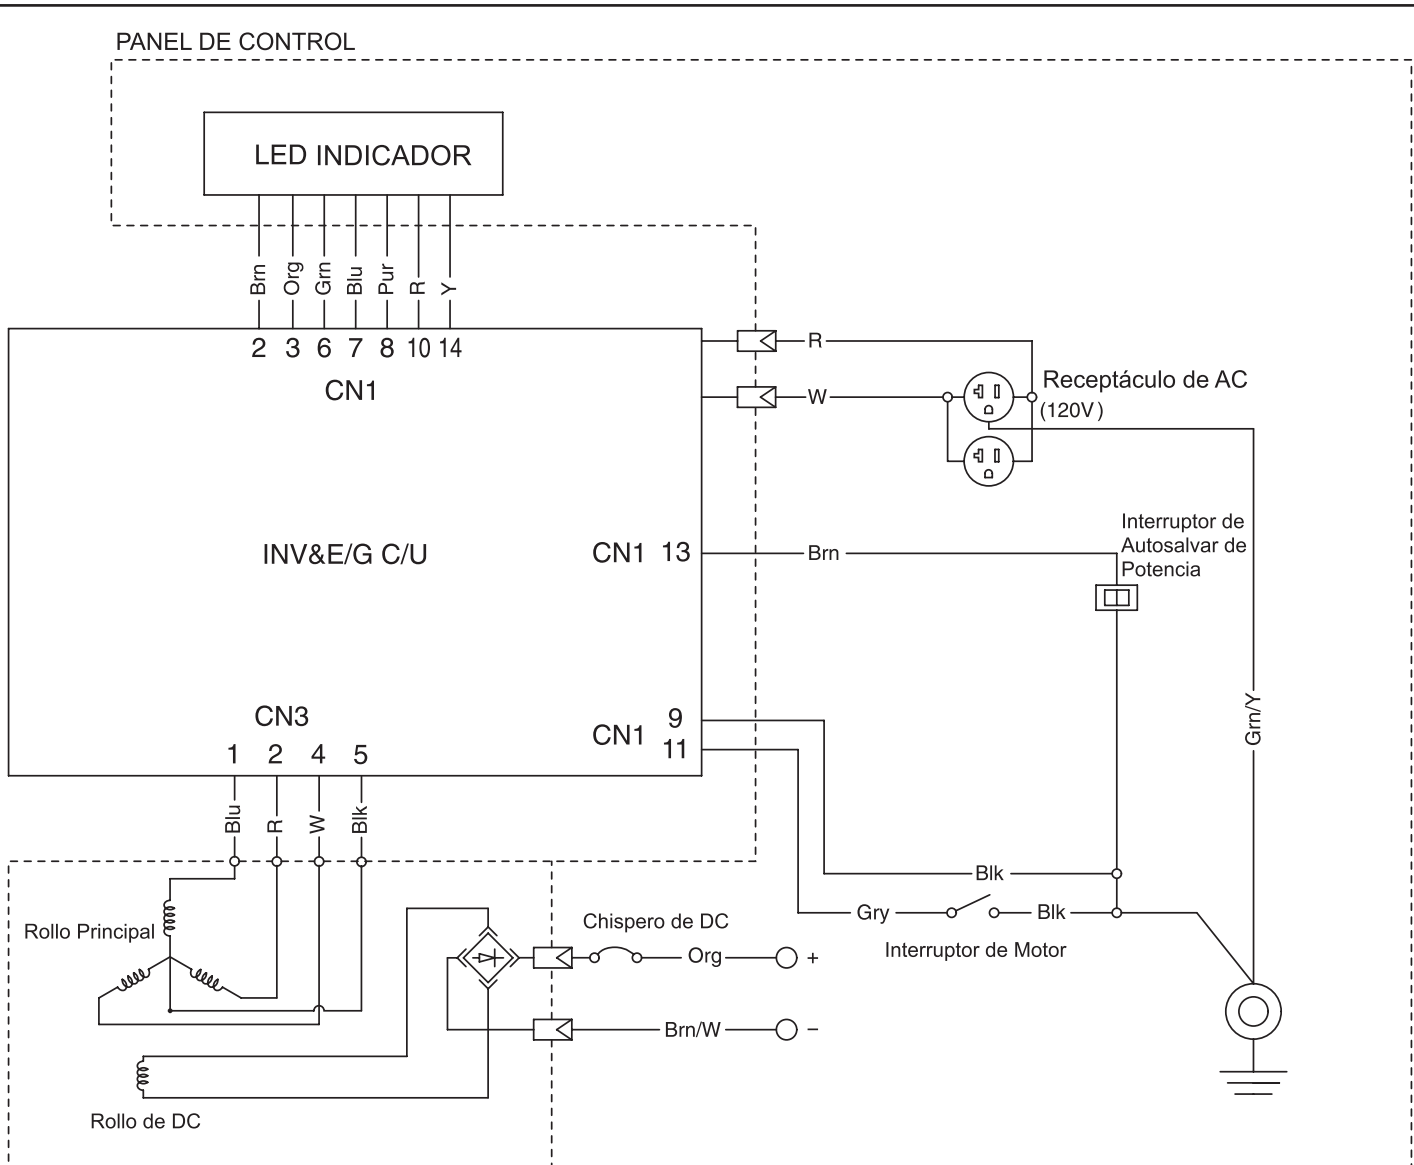 PANEL DE CONTROL
LED INDICADOR
Brn Org Grn Blu Pur R Y
2 3 6 7 8 10 14
CN1
R
W
Receptáculo de AC
(120V)
INV&E/G C/U
CN1 13
Brn
Interruptor de
Autosalvar de
Potencia
Grn/Y
CN3
1 2 4 5
CN1
9
11
Blu R W Blk
Blk
Gry
Blk
Interruptor de Motor
Rollo Principal
Chispero de DC
Org
+
Brn/W
−
Rollo de DC